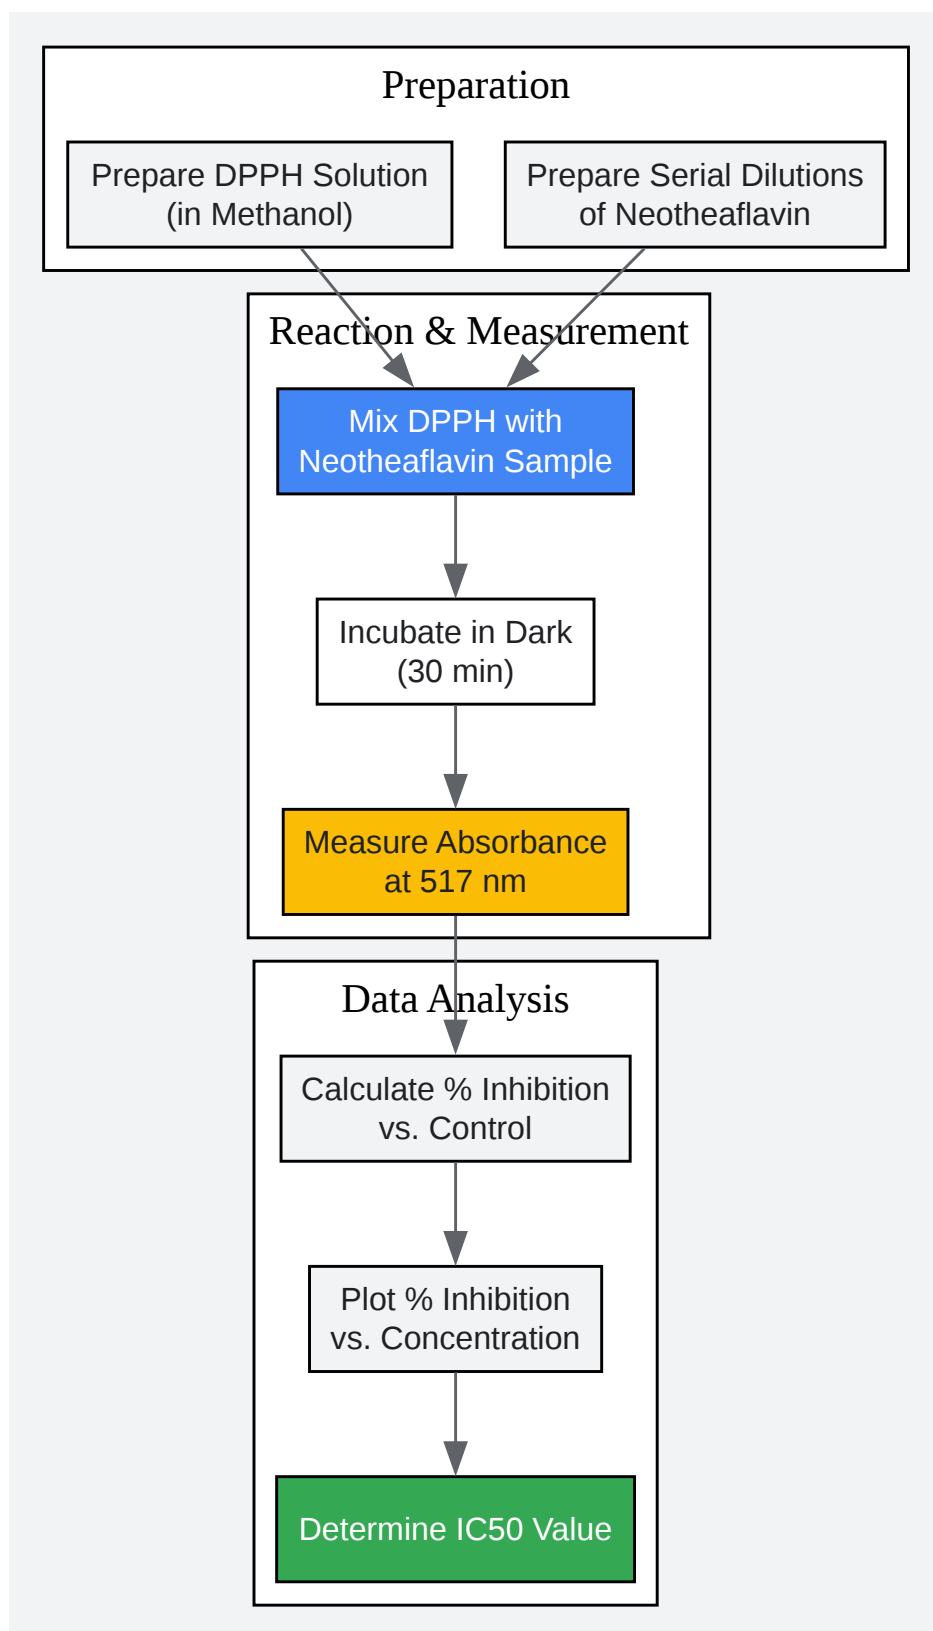 Preparation
Prepare DPPH Solution
(in Methanol)
Prepare Serial Dilutions
of Neotheaflavin
Reaction & Measurement
Mix DPPH with
Neotheaflavin Sample
Incubate in Dark
(30 min)
Measure Absorbance
at 517 nm
Data Analysis
Calculate % Inhibition
vs. Control
Plot % Inhibition
vs. Concentration
Determine IC50 Value